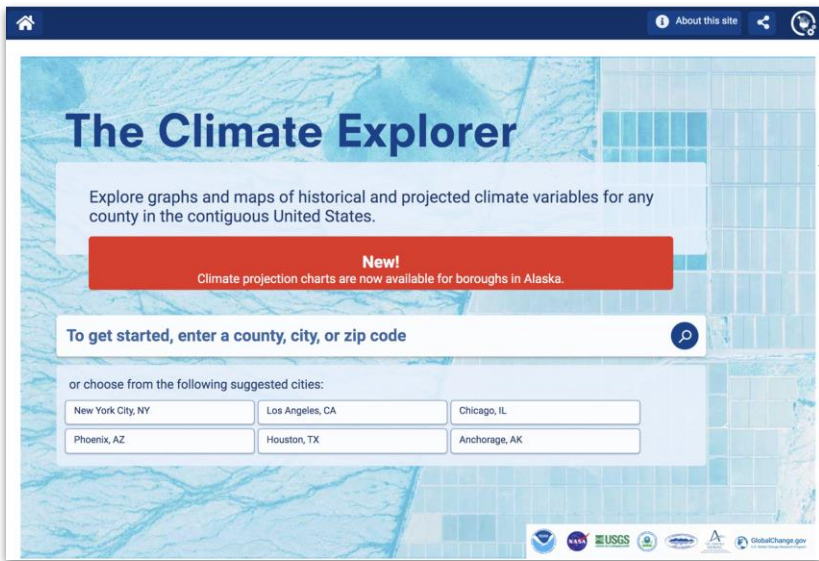 About this site
The Climate Explorer
Explore graphs and maps of historical and projected climate variables for any
county in the contiguous United States.
New!
Climate projection charts are now available for boroughs in Alaska.
To get started, enter a county, city, or zip code
or choose from the following suggested cities:
New York City, NY
Los Angeles, CA
Chicago, IL
Phoenix, AZ
Houston, TX
Anchorage, AK
NASA
USGS
GlobalChange.gov